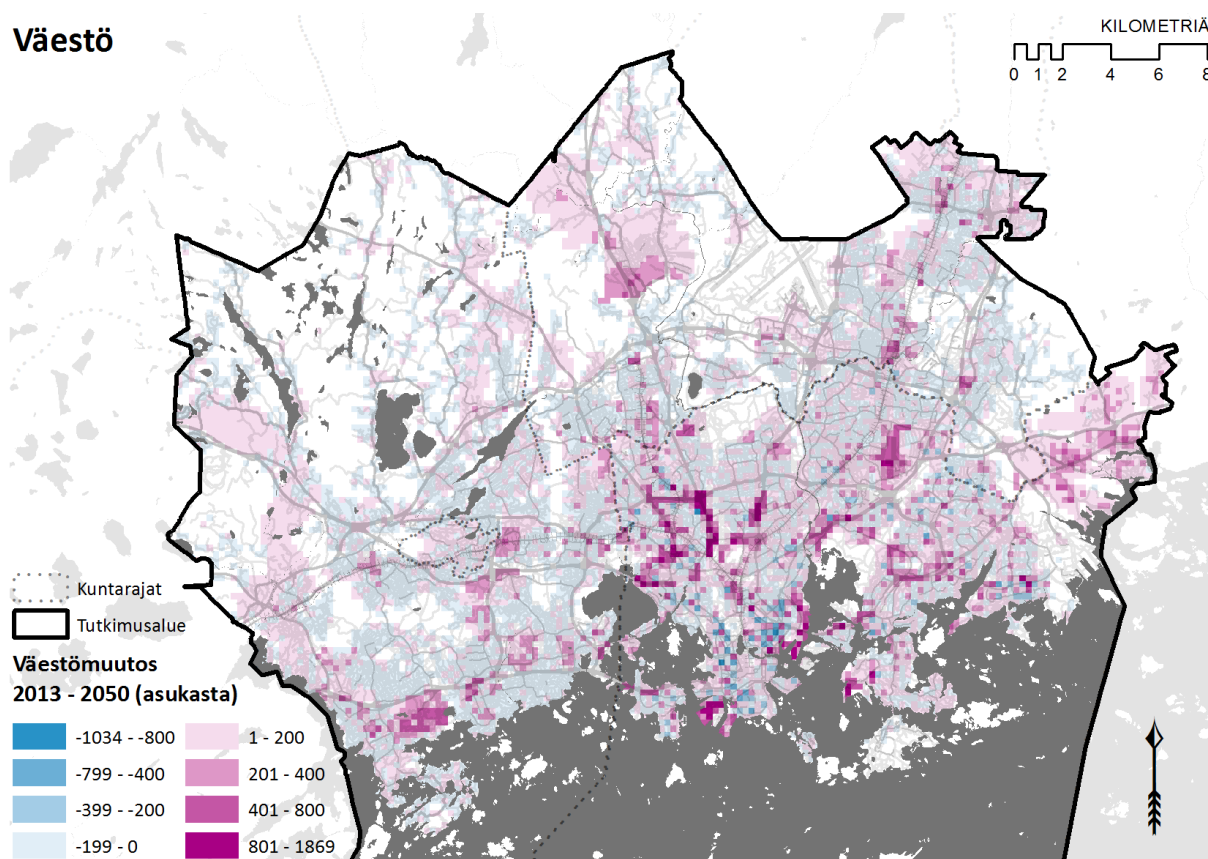 Väestö
KILOMETRIÄ
0 1 2 4 6 8
Kuntarajat
Tutkimusalue
Väestömuutos
2013 - 2050 (asukasta)
-1034 - -800
-799 - -400
-399 - -200
-199 - 0
1 - 200
201 - 400
401 - 800
801 - 1869